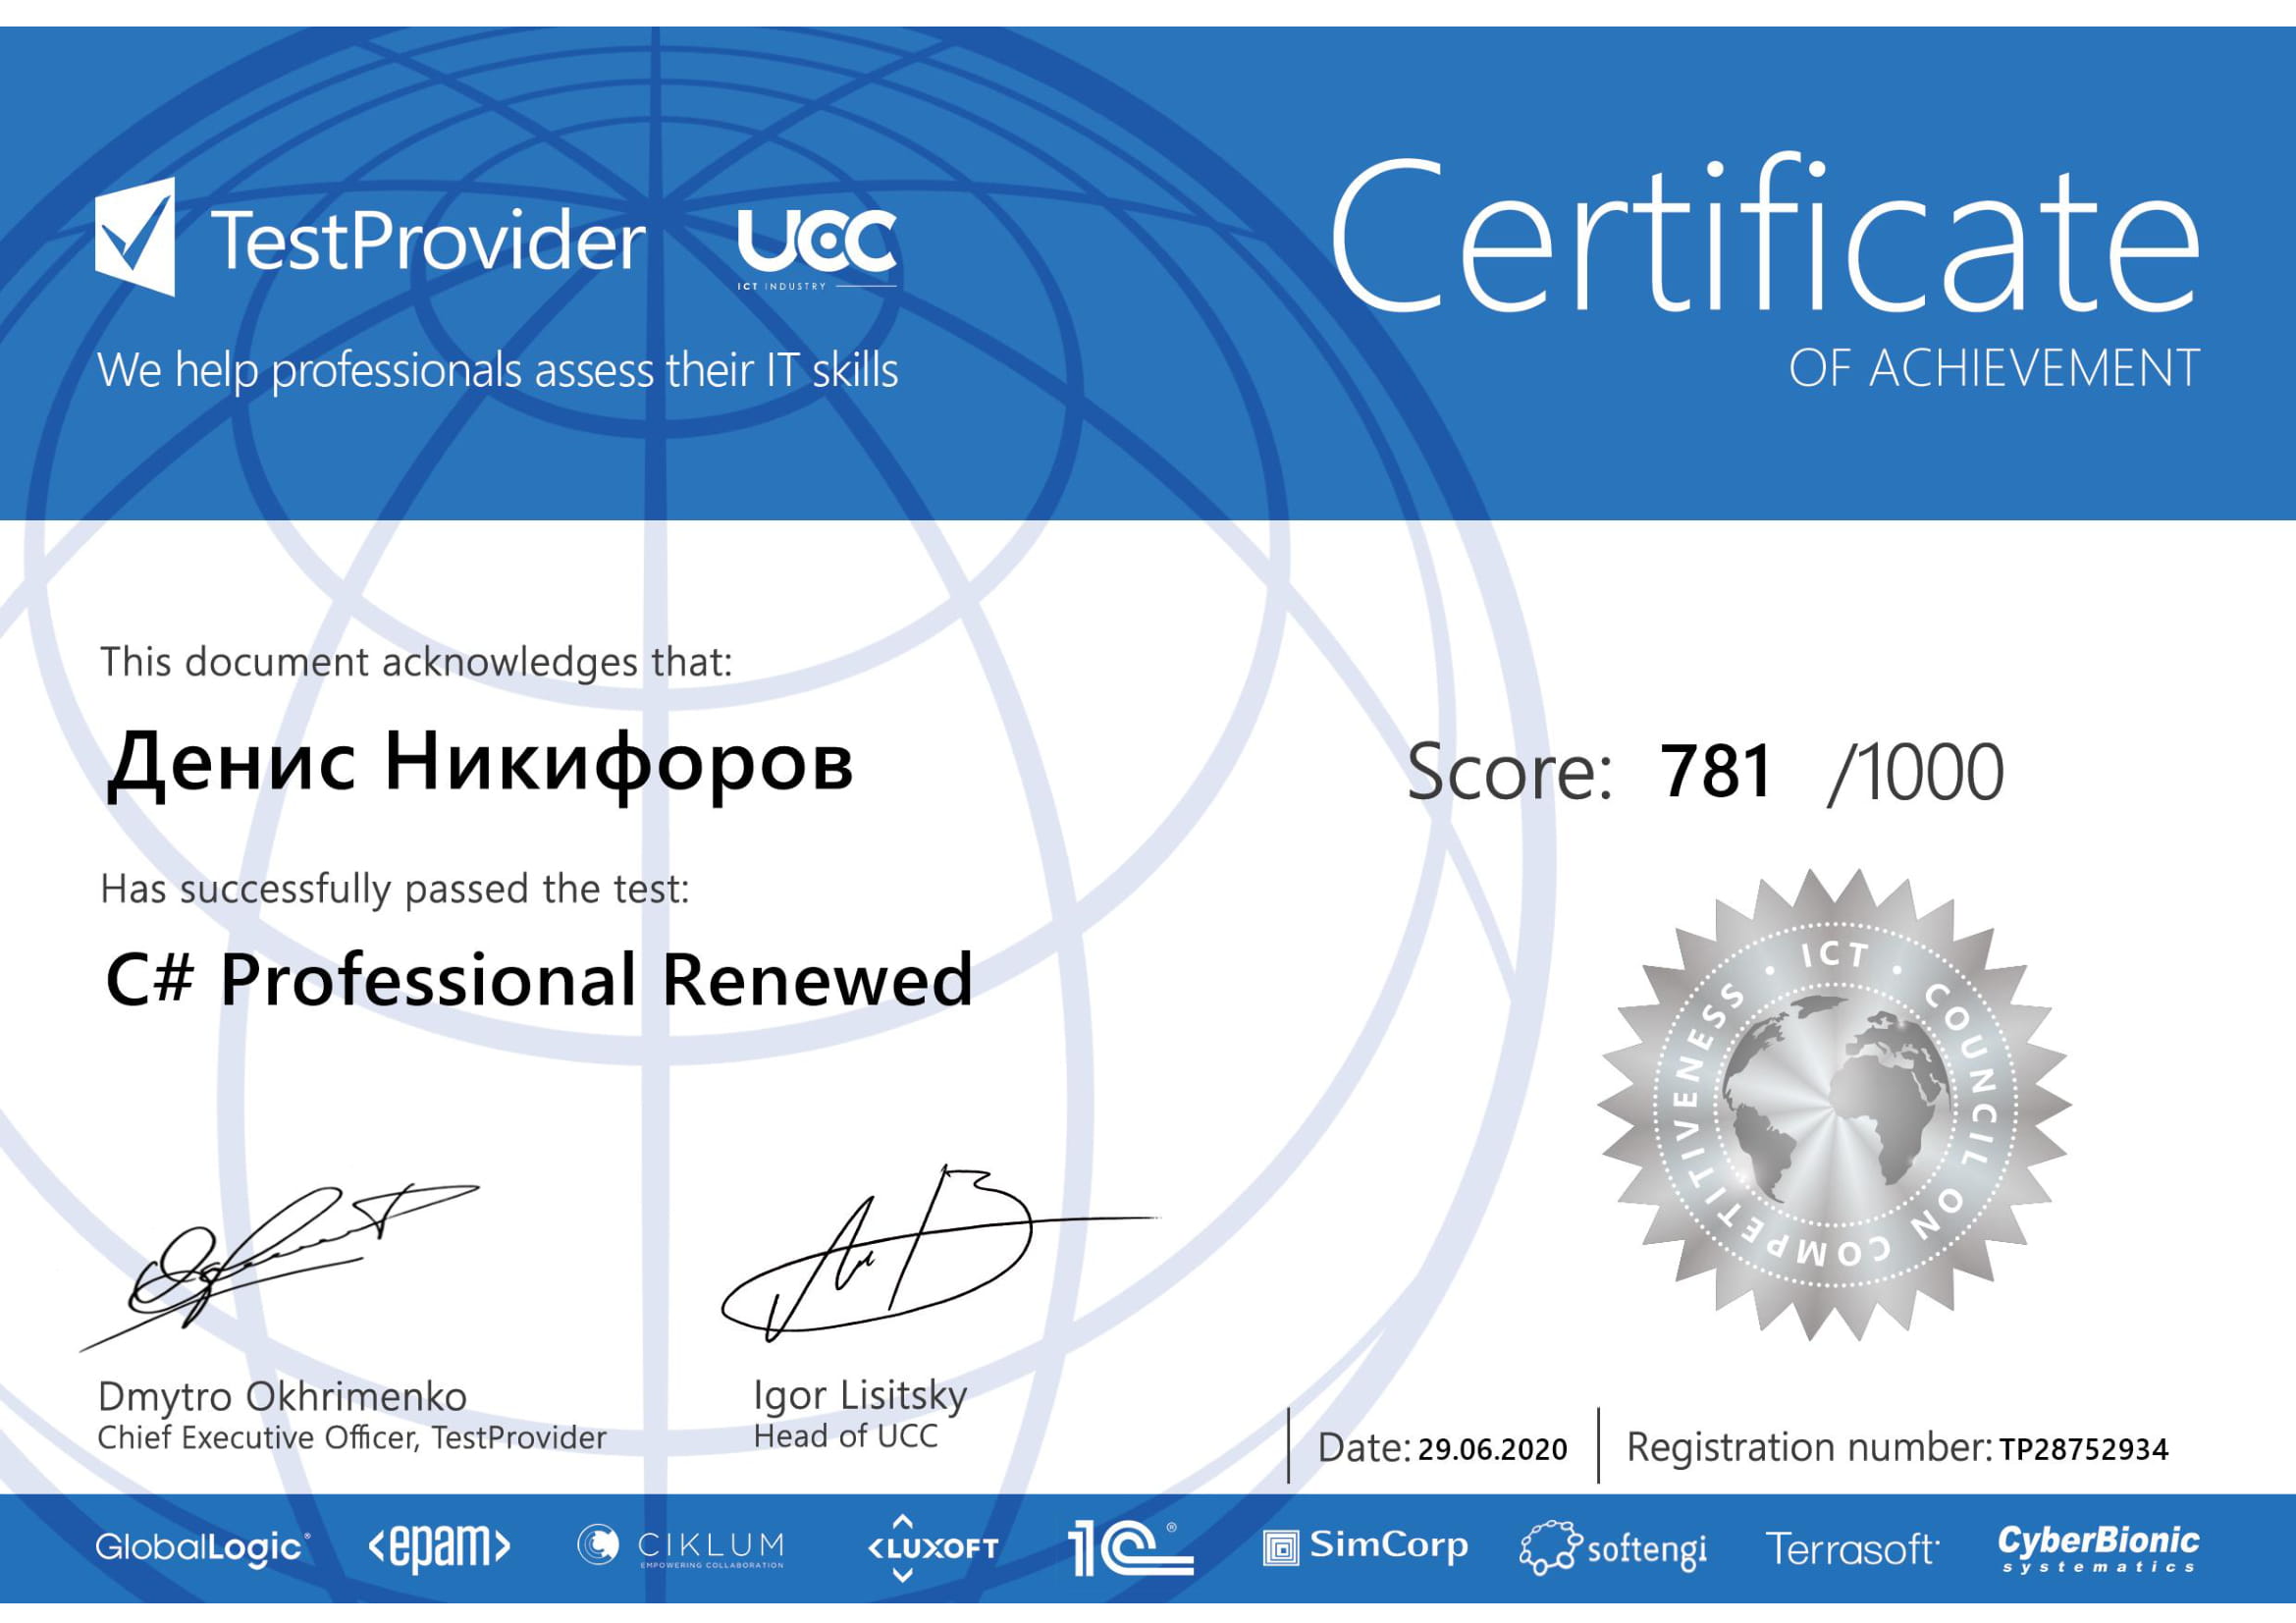 TestProvider
UCC
ICT INDUSTRY
We help professionals assess their IT skills
Certificate
OF ACHIEVEMENT
This document acknowledges that:
Денис Никифоров
Score: 781 /1000
Has successfully passed the test:
C# Professional Renewed
ICT • COUNCIL ON COMPETITIVENESS •
Dmytro Okhrimenko
Chief Executive Officer, TestProvider
Igor Lisitsky
Head of UCC
Date: 29.06.2020
Registration number: TP28752934
GlobalLogic®
<epam>
CIKLUM
EMPOWERING COLLABORATION
<LUXOFT
1C®
SimCorp
softengi
Terrasoft
CyberBionic
systematics